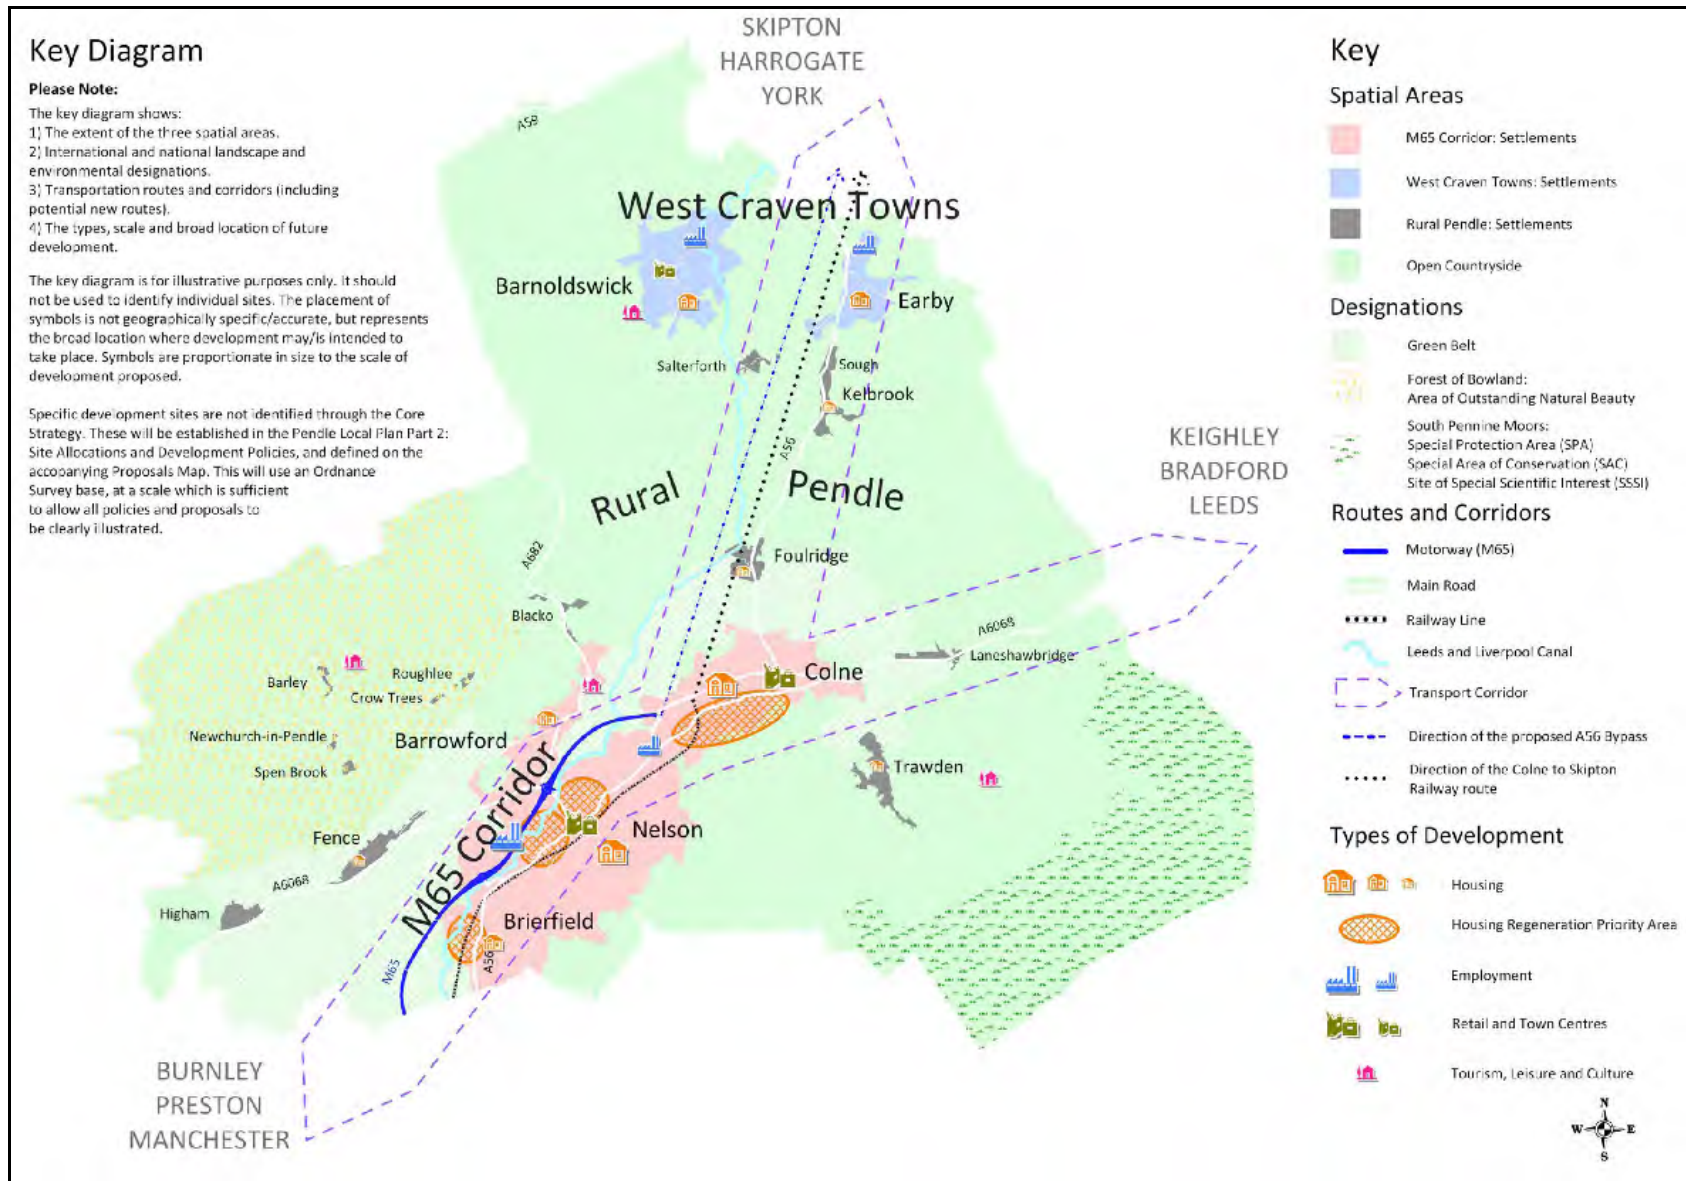 Key Diagram
Please Note:
The key diagram shows:
1) The extent of the three spatial areas.
2) International and national landscape and
environmental designations.
3) Transportation routes and corridors (including
potential new routes).
4) The types, scale and broad location of future
development.
The key diagram is for illustrative purposes only. It should
not be used to identify individual sites. The placement of
symbols is not geographically specific/accurate, but represents
the broad location where development may/is intended to
take place. Symbols are proportionate in size to the scale of
development proposed.
Specific development sites are not identified through the Core
Strategy. These will be established in the Pendle Local Plan Part 2:
Site Allocations and Development Policies, and defined on the
accopanying Proposals Map. This will use an Ordnance
Survey base, at a scale which is sufficient
to allow all policies and proposals to
be clearly illustrated.
SKIPTON
HARROGATE
YORK
A59
West Craven Towns
Barnoldswick
Earby
Salterforth
Sough
Kelbrook
A56
Rural
Pendle
KEIGHLEY
BRADFORD
LEEDS
A682
Foulridge
Blacko
A6068
Laneshawbridge
Colne
Barley
Roughlee
Crow Trees
Newchurch-in-Pendle
Spen Brook
Barrowford
Trawden
M65 Corridor
Nelson
Fence
A6068
Higham
Brierfield
A56
M65
BURNLEY
PRESTON
MANCHESTER
Key
Spatial Areas
M65 Corridor: Settlements
West Craven Towns: Settlements
Rural Pendle: Settlements
Open Countryside
Designations
Green Belt
Forest of Bowland:
Area of Outstanding Natural Beauty
South Pennine Moors:
Special Protection Area (SPA)
Special Area of Conservation (SAC)
Site of Special Scientific Interest (SSSI)
Routes and Corridors
Motorway (M65)
Main Road
Railway Line
Leeds and Liverpool Canal
Transport Corridor
Direction of the proposed A56 Bypass
Direction of the Colne to Skipton
Railway route
Types of Development
Housing
Housing Regeneration Priority Area
Employment
Retail and Town Centres
Tourism, Leisure and Culture
N
W E
S